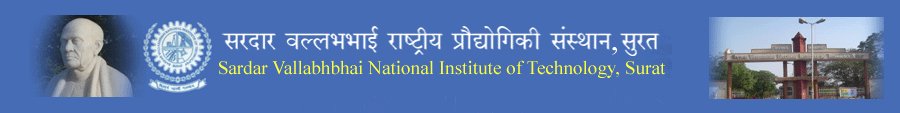 सरदार वल्लभभाई राष्ट्रीय प्रौद्योगिकी संस्थान, सुरत
Sardar Vallabhbhai National Institute of Technology, Surat